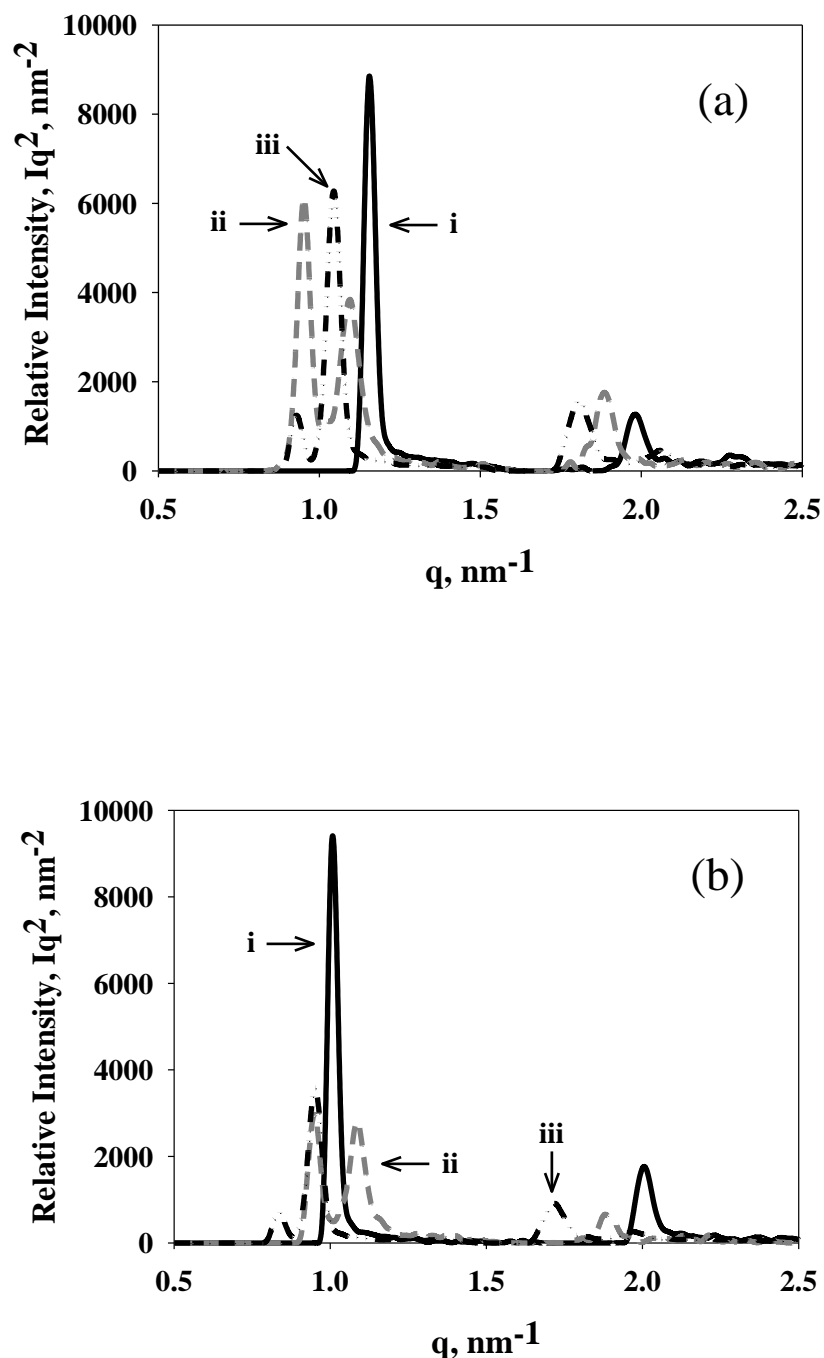 10000
(a)
8000
iii
6000
ii
i
4000
2000
0
0.5 1.0 1.5 2.0 2.5
Relative Intensity, Iq2, nm-2
q, nm-1
10000
(b)
8000
i
6000
4000
iii
2000
ii
0
0.5 1.0 1.5 2.0 2.5
Relative Intensity, Iq2, nm-2
q, nm-1